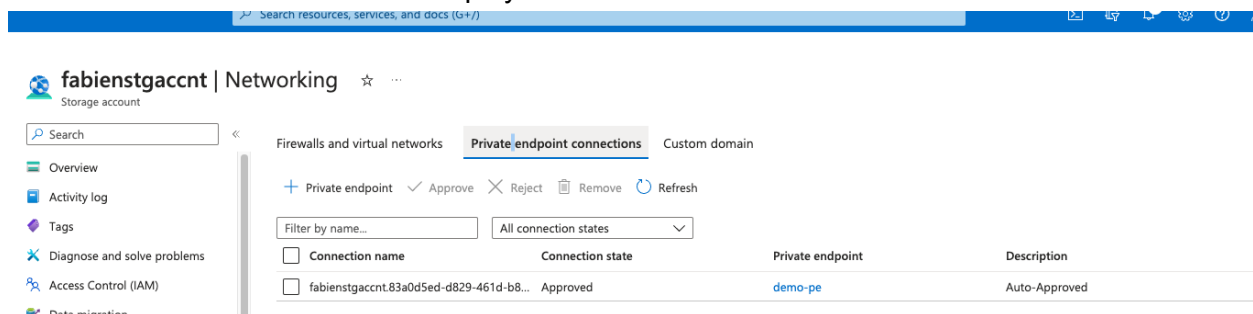 Search resources, services, and docs (G+/)
fabienstgaccnt | Networking
Storage account
Search
Firewalls and virtual networks Private endpoint connections Custom domain
Overview
Activity log
Tags
Diagnose and solve problems
Access Control (IAM)
Data migration
+ Private endpoint Approve Reject Remove Refresh
Filter by name... All connection states
Connection name Connection state Private endpoint Description
fabienstgaccnt.83a0d5ed-d829-461d-b8... Approved demo-pe Auto-Approved